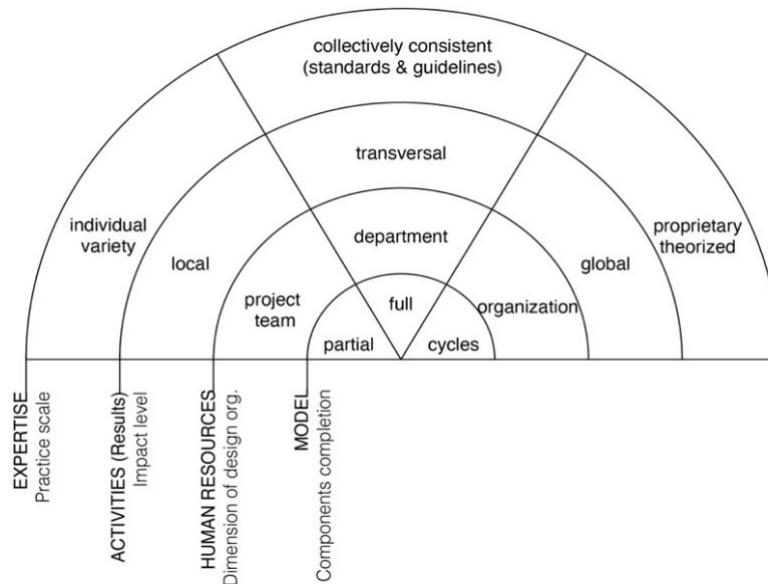 collectively consistent
(standards & guidelines)
transversal
individual
variety
local
department
global
proprietary
theorized
project
team
full
organization
partial
cycles
EXPERTISE
Practice scale
ACTIVITIES (Results)
Impact level
HUMAN RESOURCES
Dimension of design org.
MODEL
Components completion